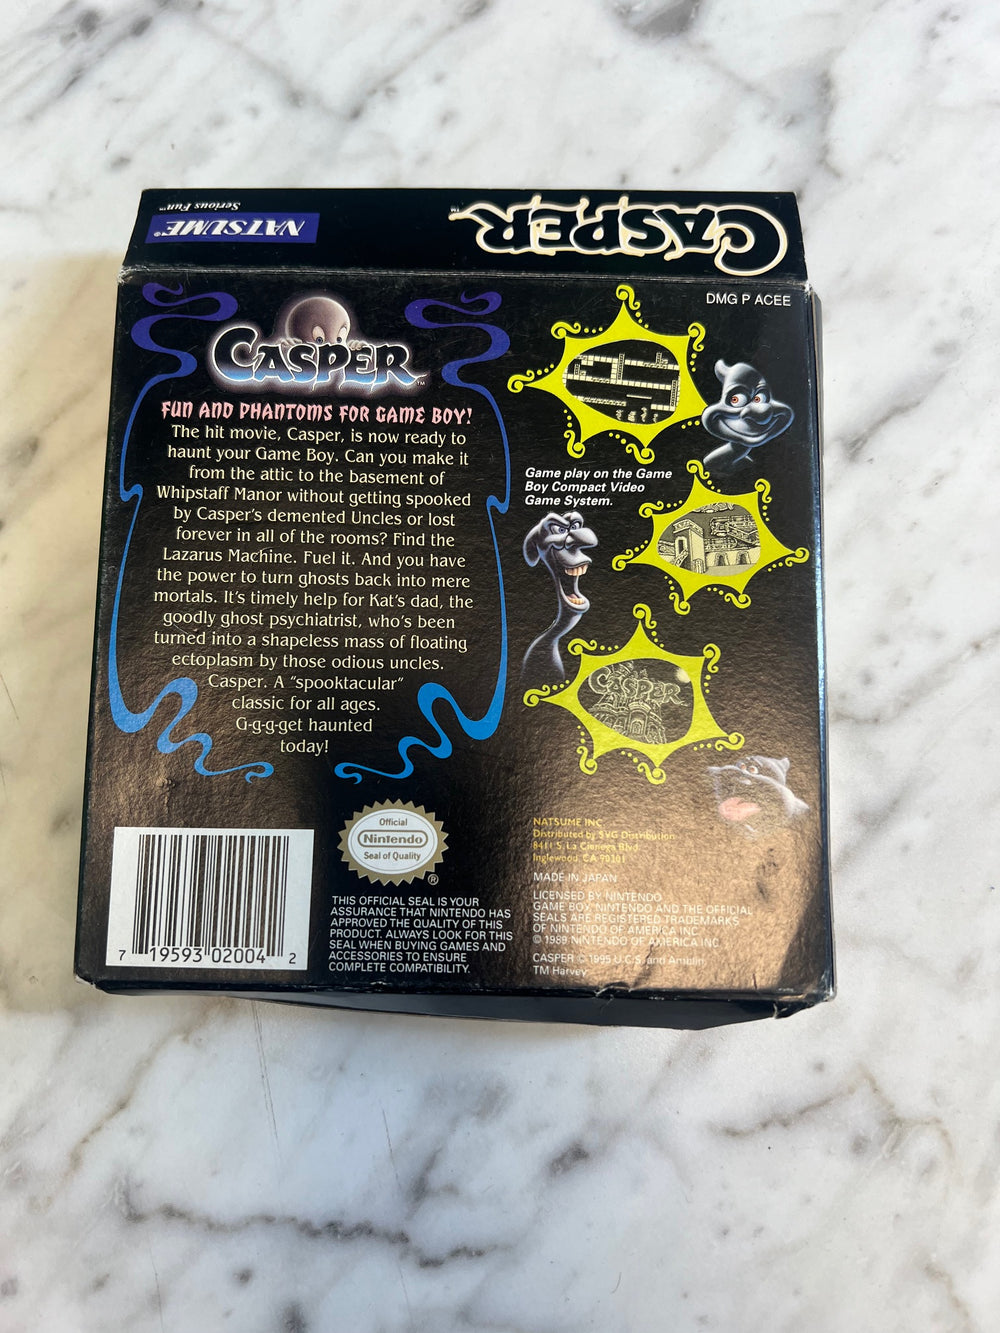 NATSUME®
Serious Fun™
CASPER™
DMG P ACEE
CASPER™
FUN AND PHANTOMS FOR GAME BOY!
The hit movie, Casper, is now ready to
haunt your Game Boy. Can you make it
from the attic to the basement of
Whipstaff Manor without getting spooked
by Casper's demented Uncles or lost
forever in all of the rooms? Find the
Lazarus Machine. Fuel it. And you have
the power to turn ghosts back into mere
mortals. It's timely help for Kat's dad, the
goodly ghost psychiatrist, who's been
turned into a shapeless mass of floating
ectoplasm by those odious uncles.
Casper. A "spooktacular"
classic for all ages.
G-g-g-get haunted
today!
Game play on the Game
Boy Compact Video
Game System.
CASPER
7 19593 02004 2
Official
Nintendo
Seal of Quality
®
THIS OFFICIAL SEAL IS YOUR
ASSURANCE THAT NINTENDO HAS
APPROVED THE QUALITY OF THIS
PRODUCT. ALWAYS LOOK FOR THIS
SEAL WHEN BUYING GAMES AND
ACCESSORIES TO ENSURE
COMPLETE COMPATIBILITY.
NATSUME INC.
Distributed by SVG Distribution
8411 S. La Cienega Blvd.
Inglewood, CA 90301
MADE IN JAPAN
LICENSED BY NINTENDO
GAME BOY, NINTENDO AND THE OFFICIAL
SEALS ARE REGISTERED TRADEMARKS
OF NINTENDO OF AMERICA INC.
© 1989 NINTENDO OF AMERICA INC.
CASPER © 1995 U.C.S. and Amblin.
TM Harvey